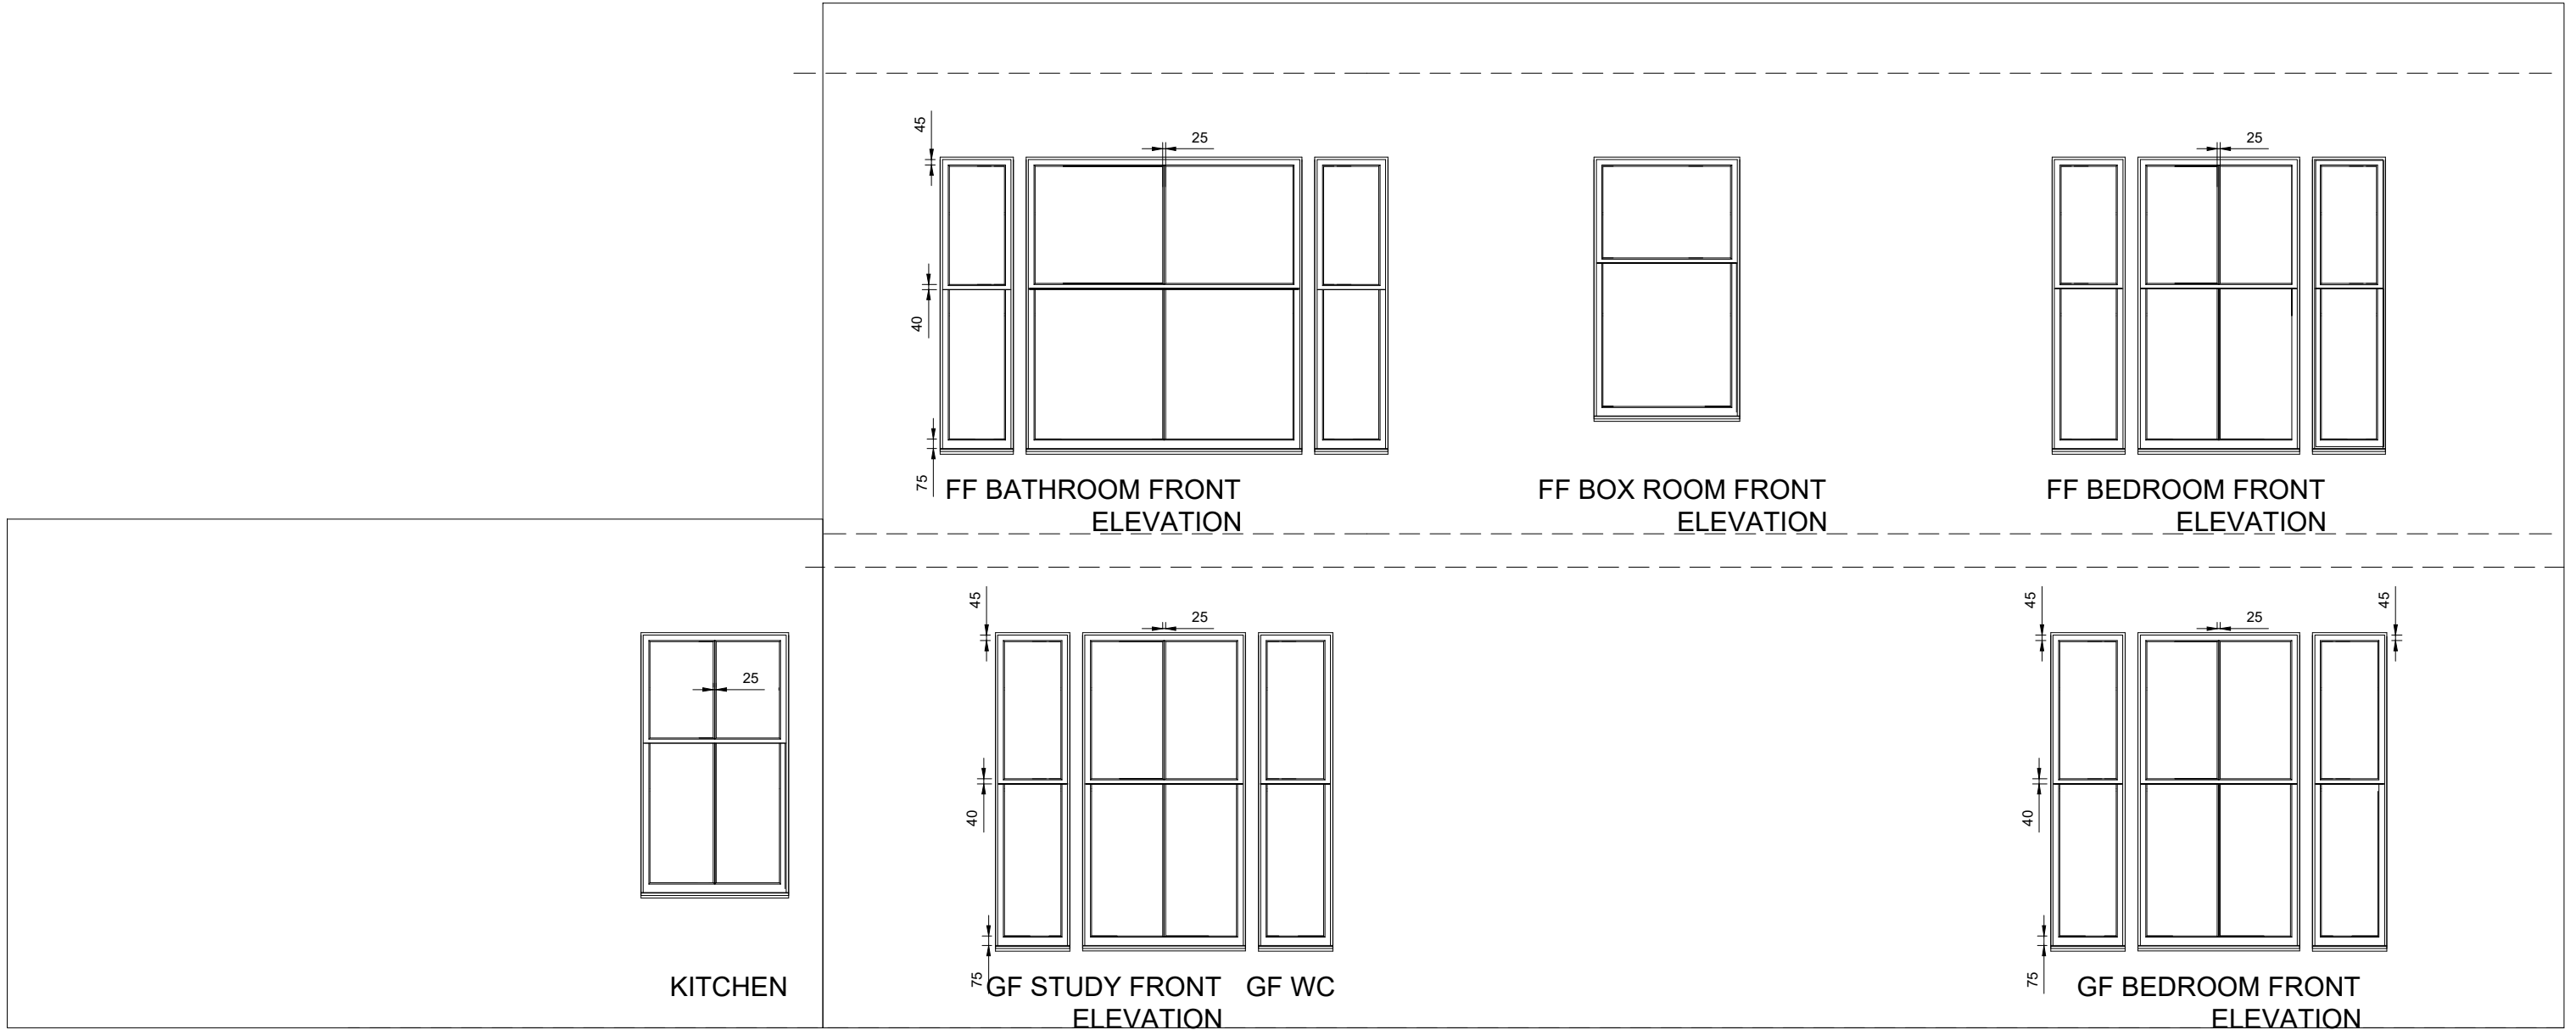 45
25
25
40
75
FF BATHROOM FRONT
ELEVATION
FF BOX ROOM FRONT
ELEVATION
FF BEDROOM FRONT
ELEVATION
45
25
45
25
45
25
40
40
75
75
KITCHEN
GF STUDY FRONT
ELEVATION
GF WC
GF BEDROOM FRONT
ELEVATION